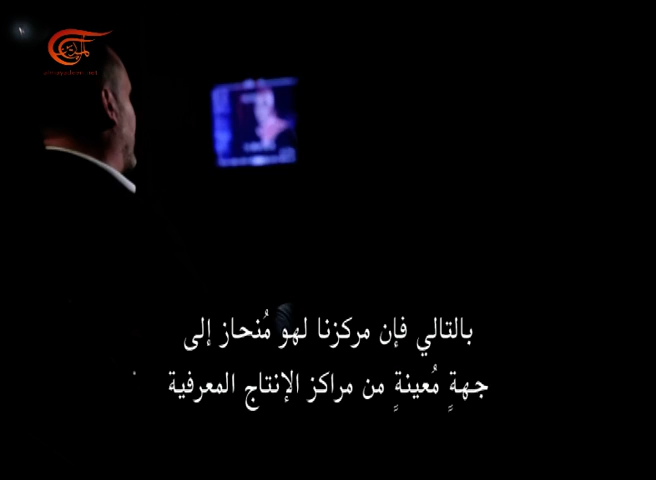 بالتالي فإن مركزنا لهو مُنحاز إلى
جهةٍ مُعينةٍ من مراكز الإنتاج المعرفية